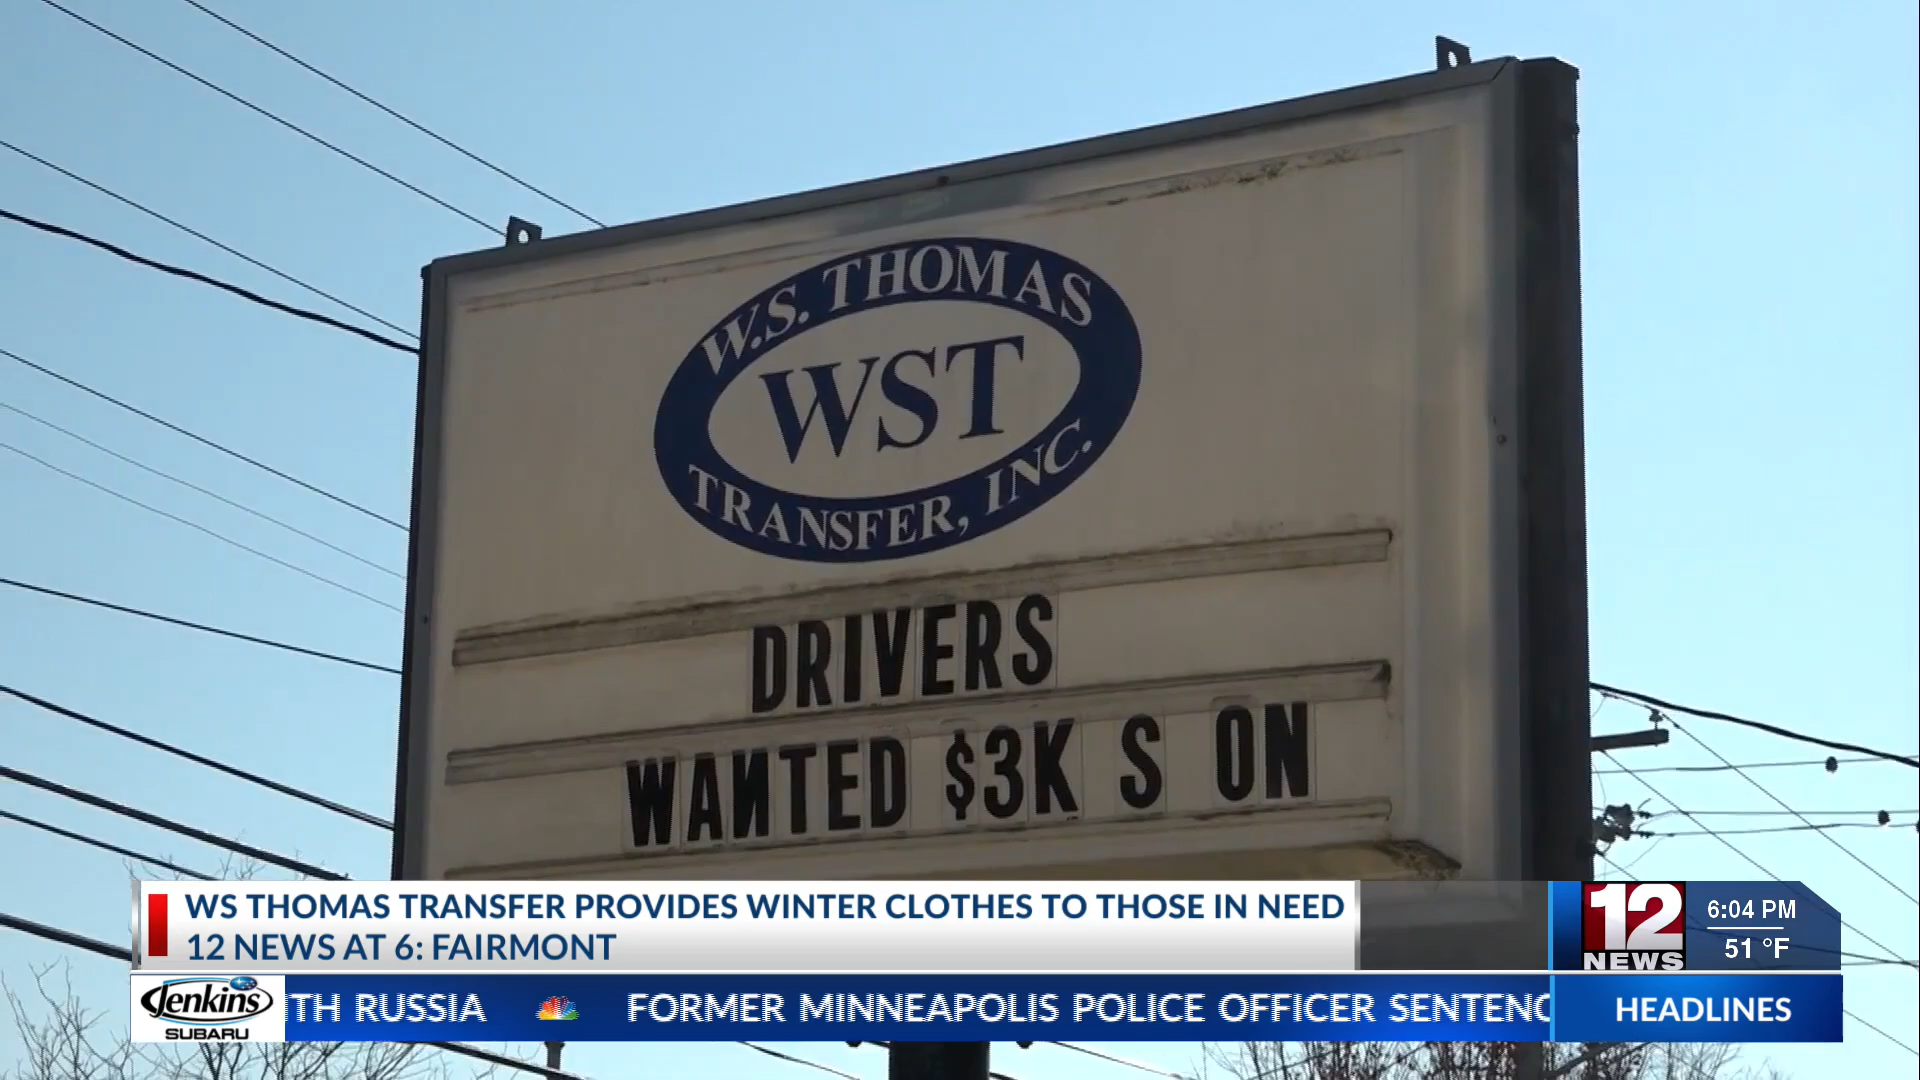 W.S. THOMAS
WST
TRANSFER, INC.
DRIVERS
WANTED $3K S ON
WS THOMAS TRANSFER PROVIDES WINTER CLOTHES TO THOSE IN NEED
12 NEWS AT 6: FAIRMONT
12
NEWS
6:04 PM
51 °F
Jenkins
SUBARU
TH RUSSIA
FORMER MINNEAPOLIS POLICE OFFICER SENTENC
HEADLINES